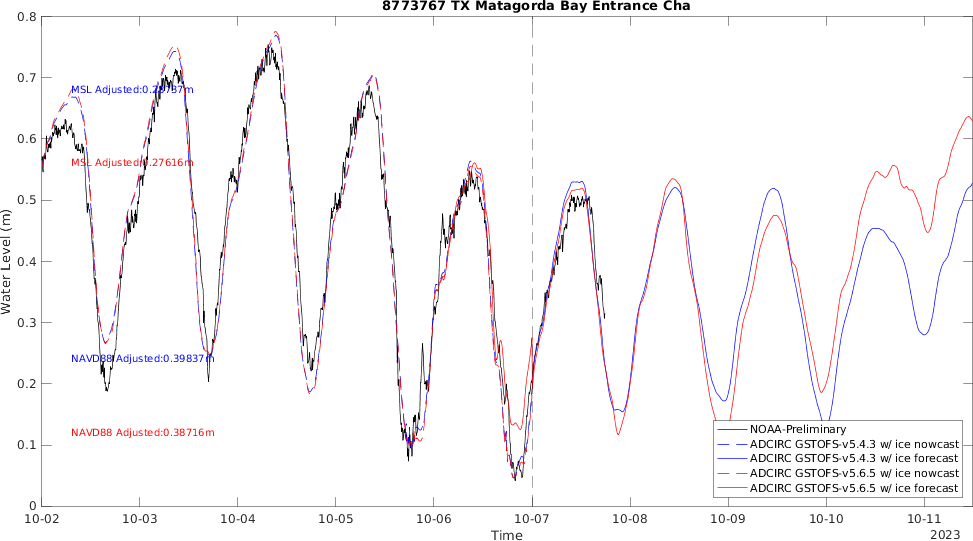 8773767 TX Matagorda Bay Entrance Cha
0.8
0.7
0.6
0.5
0.4
0.3
0.2
0.1
0
Water Level (m)
MSL Adjusted:0.28737m
MSL Adjusted:0.27616m
NAVD88 Adjusted:0.39837m
NAVD88 Adjusted:0.38716m
NOAA-Preliminary
ADCIRC GSTOFS-v5.4.3 w/ ice nowcast
ADCIRC GSTOFS-v5.4.3 w/ ice forecast
ADCIRC GSTOFS-v5.6.5 w/ ice nowcast
ADCIRC GSTOFS-v5.6.5 w/ ice forecast
10-02 10-03 10-04 10-05 10-06 10-07 10-08 10-09 10-10 10-11
Time
2023